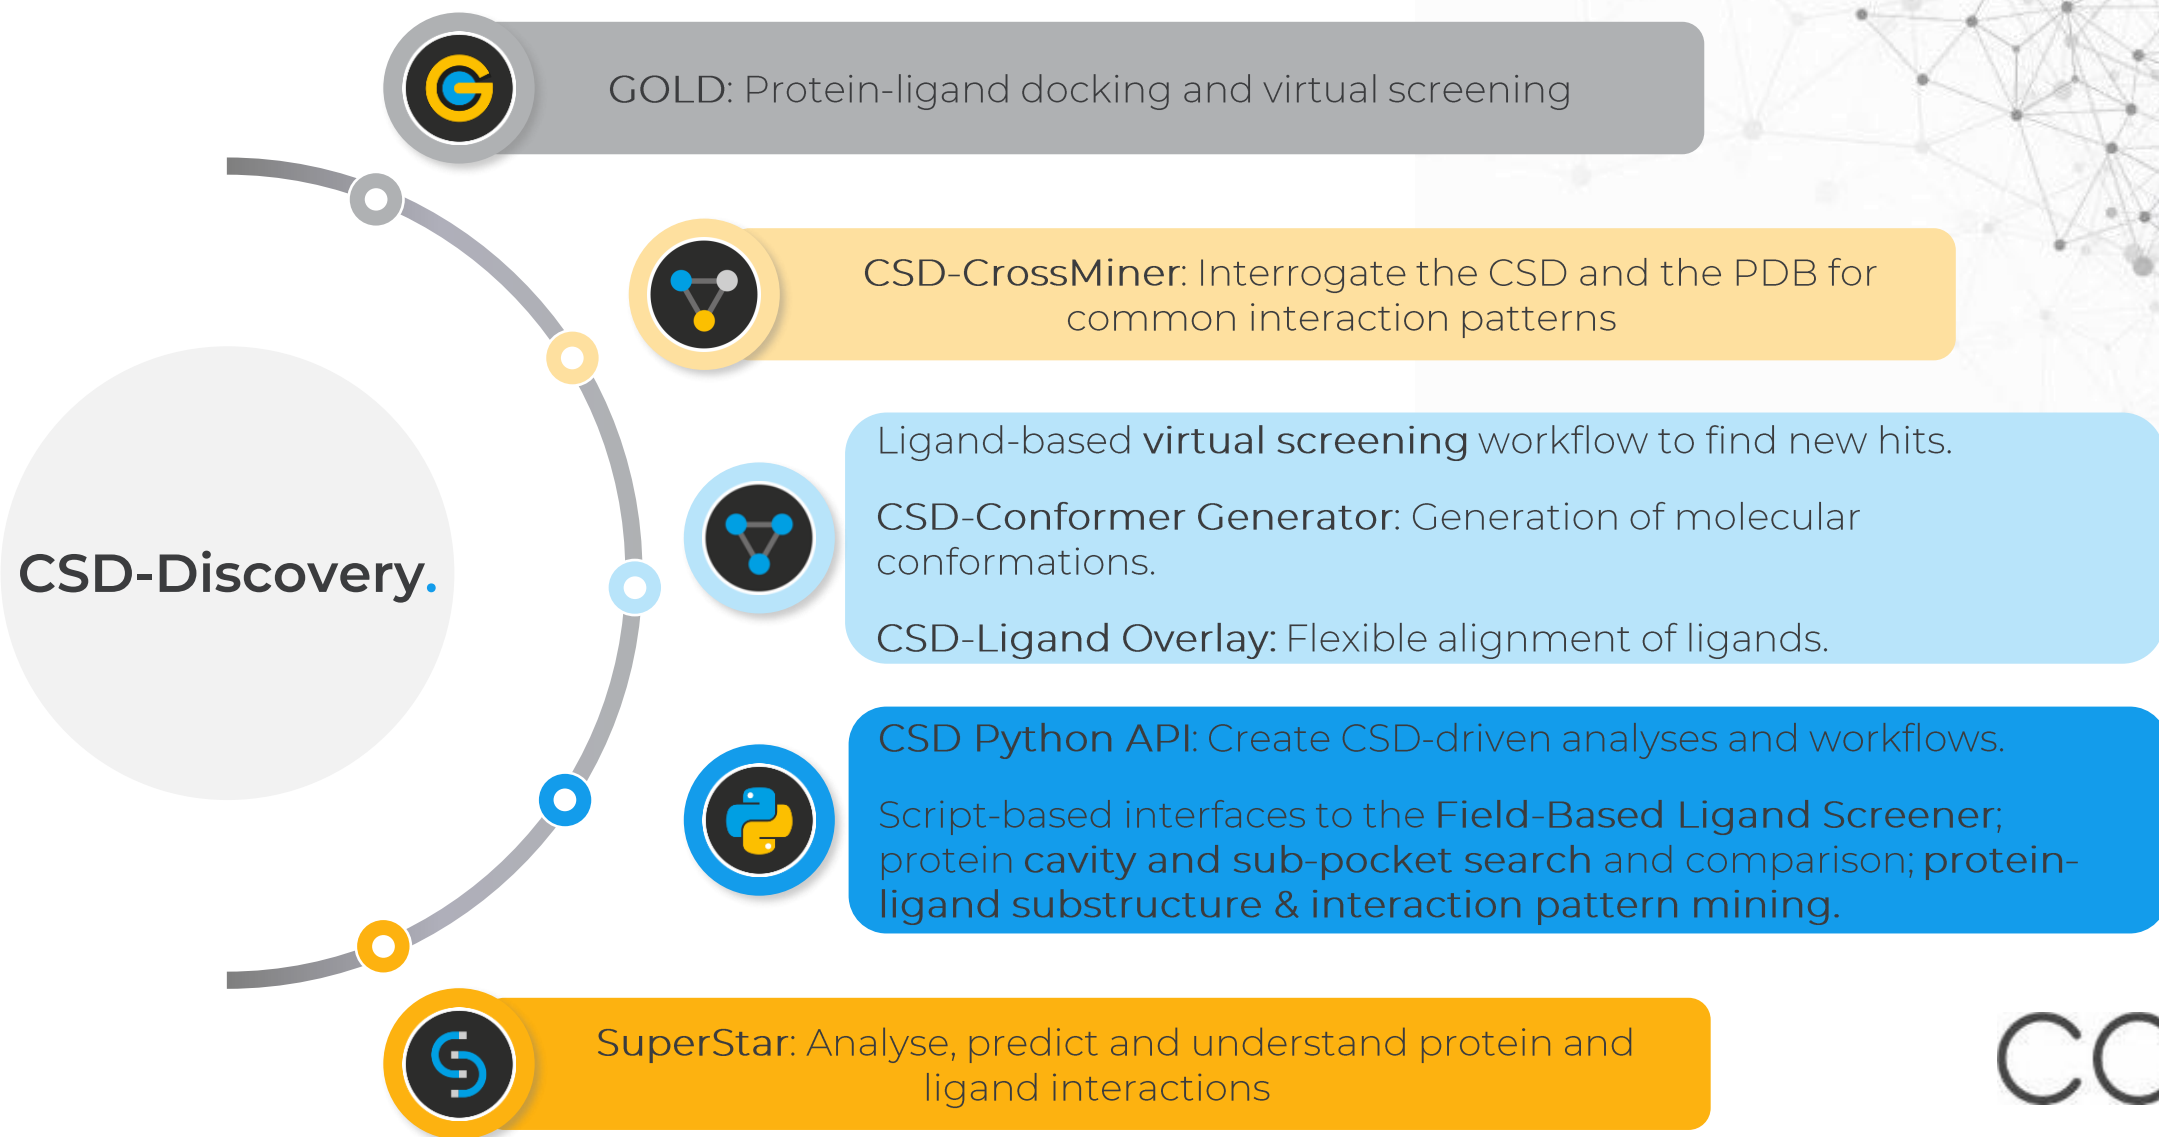 GOLD: Protein-ligand docking and virtual screening
CSD-CrossMiner: Interrogate the CSD and the PDB for
common interaction patterns
Ligand-based virtual screening workflow to find new hits.
CSD-Conformer Generator: Generation of molecular
conformations.
CSD-Ligand Overlay: Flexible alignment of ligands.
CSD-Discovery.
CSD Python API: Create CSD-driven analyses and workflows.
Script-based interfaces to the Field-Based Ligand Screener;
protein cavity and sub-pocket search and comparison; protein-
ligand substructure & interaction pattern mining.
SuperStar: Analyse, predict and understand protein and
ligand interactions